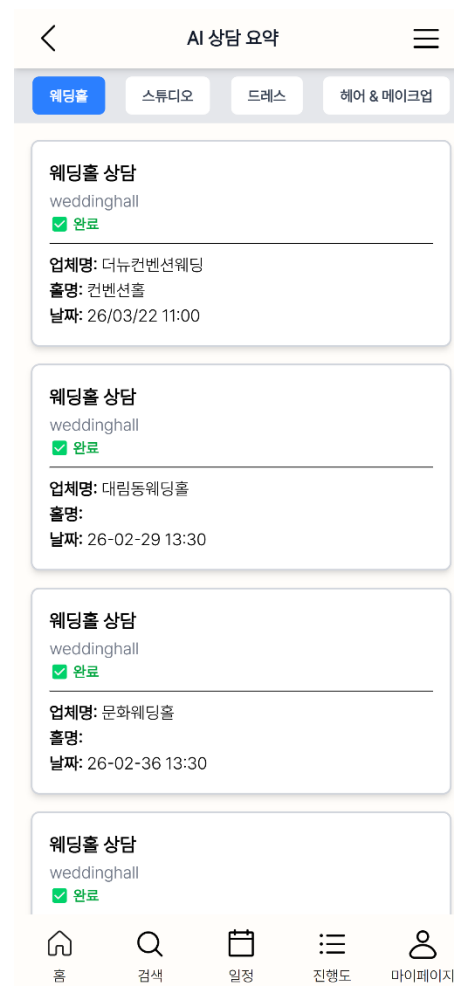 AI 상담 요약
웨딩홀 스튜디오 드레스 헤어 & 메이크업
웨딩홀 상담
weddinghall
완료
업체명: 더뉴컨벤션웨딩
홀명: 컨벤션홀
날짜: 26/03/22 11:00
웨딩홀 상담
weddinghall
완료
업체명: 대림동웨딩홀
홀명:
날짜: 26-02-29 13:30
웨딩홀 상담
weddinghall
완료
업체명: 문화웨딩홀
홀명:
날짜: 26-02-36 13:30
웨딩홀 상담
weddinghall
완료
홈 검색 일정 진행도 마이페이지